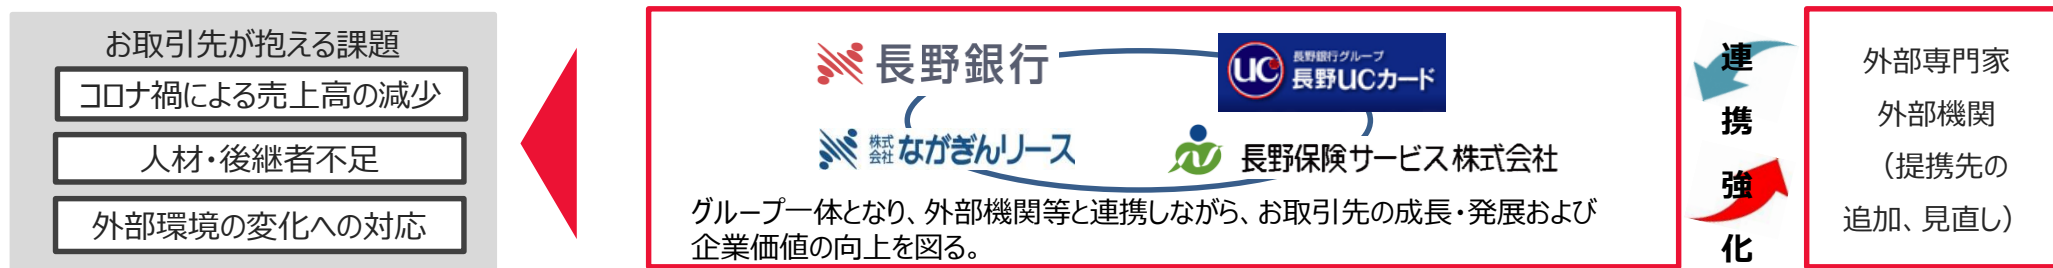 お取引先が抱える課題
コロナ禍による売上高の減少
人材・後継者不足
外部環境の変化への対応
長野銀行
UC 長野銀行グループ
長野UCカード
株式会社 ながぎんリース
長野保険サービス株式会社
グループ一体となり、外部機関等と連携しながら、お取引先の成長・発展および
企業価値の向上を図る。
連
携
強
化
外部専門家
外部機関
（提携先の
追加、見直し）